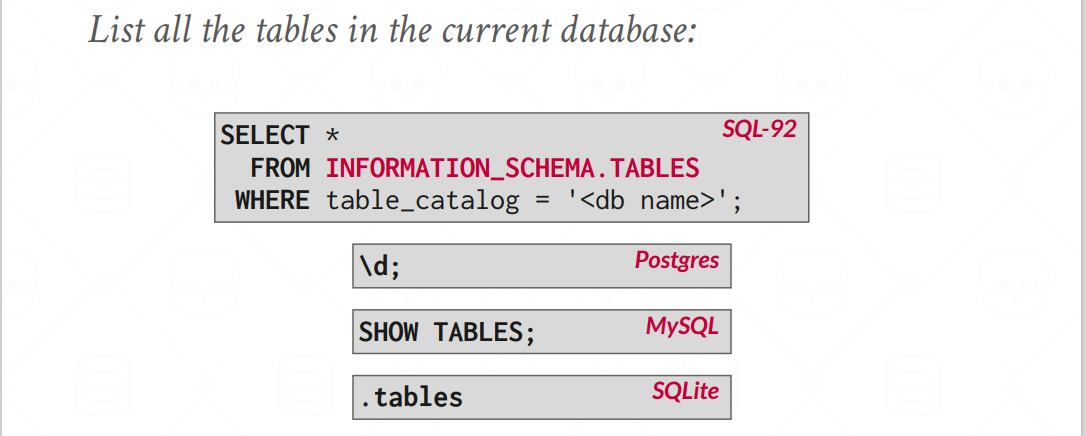 List all the tables in the current database:
SELECT * SQL-92
FROM INFORMATION_SCHEMA.TABLES
WHERE table_catalog = '<db name>';
\d; Postgres
SHOW TABLES; MySQL
.tables SQLite